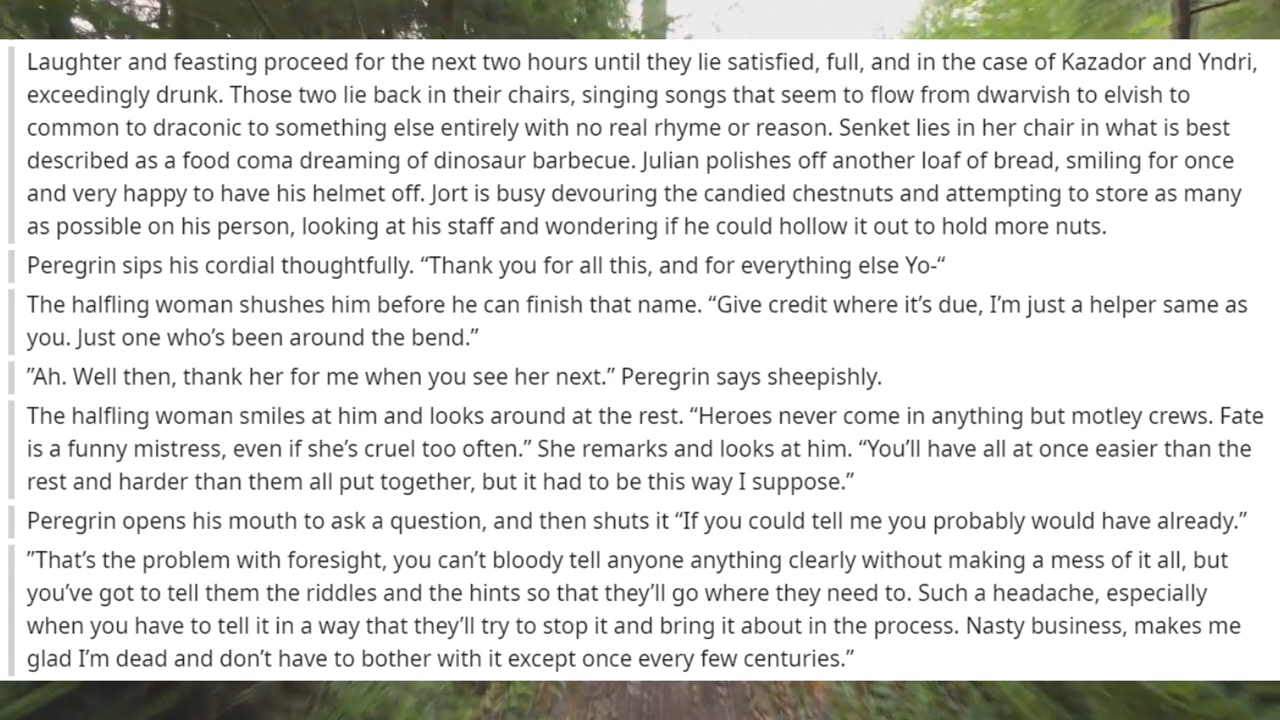 Laughter and feasting proceed for the next two hours until they lie satisfied, full, and in the case of Kazador and Yndri,
exceedingly drunk. Those two lie back in their chairs, singing songs that seem to flow from dwarvish to elvish to
common to draconic to something else entirely with no real rhyme or reason. Senket lies in her chair in what is best
described as a food coma dreaming of dinosaur barbecue. Julian polishes off another loaf of bread, smiling for once
and very happy to have his helmet off. Jort is busy devouring the candied chestnuts and attempting to store as many
as possible on his person, looking at his staff and wondering if he could hollow it out to hold more nuts.
Peregrin sips his cordial thoughtfully. “Thank you for all this, and for everything else Yo-“
The halfling woman shushes him before he can finish that name. “Give credit where it’s due, I’m just a helper same as
you. Just one who’s been around the bend.”
”Ah. Well then, thank her for me when you see her next.” Peregrin says sheepishly.
The halfling woman smiles at him and looks around at the rest. “Heroes never come in anything but motley crews. Fate
is a funny mistress, even if she’s cruel too often.” She remarks and looks at him. “You’ll have all at once easier than the
rest and harder than them all put together, but it had to be this way I suppose.”
Peregrin opens his mouth to ask a question, and then shuts it “If you could tell me you probably would have already.”
”That’s the problem with foresight, you can’t bloody tell anyone anything clearly without making a mess of it all, but
you’ve got to tell them the riddles and the hints so that they’ll go where they need to. Such a headache, especially
when you have to tell it in a way that they’ll try to stop it and bring it about in the process. Nasty business, makes me
glad I’m dead and don’t have to bother with it except once every few centuries.”